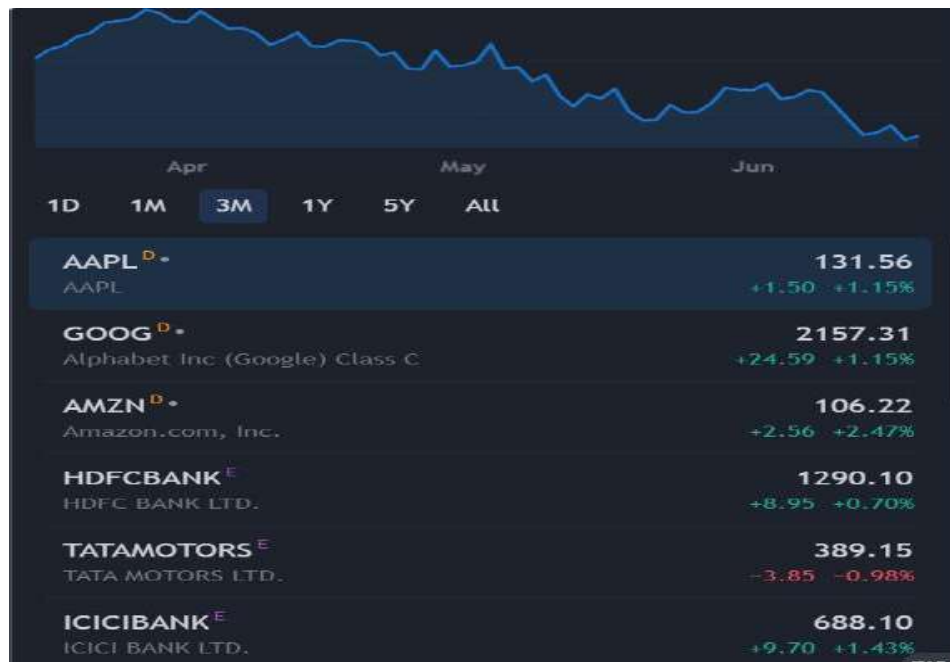 Apr May Jun
1D 1M 3M 1Y 5Y All
AAPL D 131.56
AAPL +1.50 +1.15%
GOOG D 2157.31
Alphabet Inc (Google) Class C +24.59 +1.15%
AMZN D 106.22
Amazon.com, Inc. +2.56 +2.47%
HDFCBANK E 1290.10
HDFC BANK LTD. +8.95 +0.70%
TATAMOTORS E 389.15
TATA MOTORS LTD. −3.85 −0.98%
ICICIBANK E 688.10
ICICI BANK LTD. +9.70 +1.43%